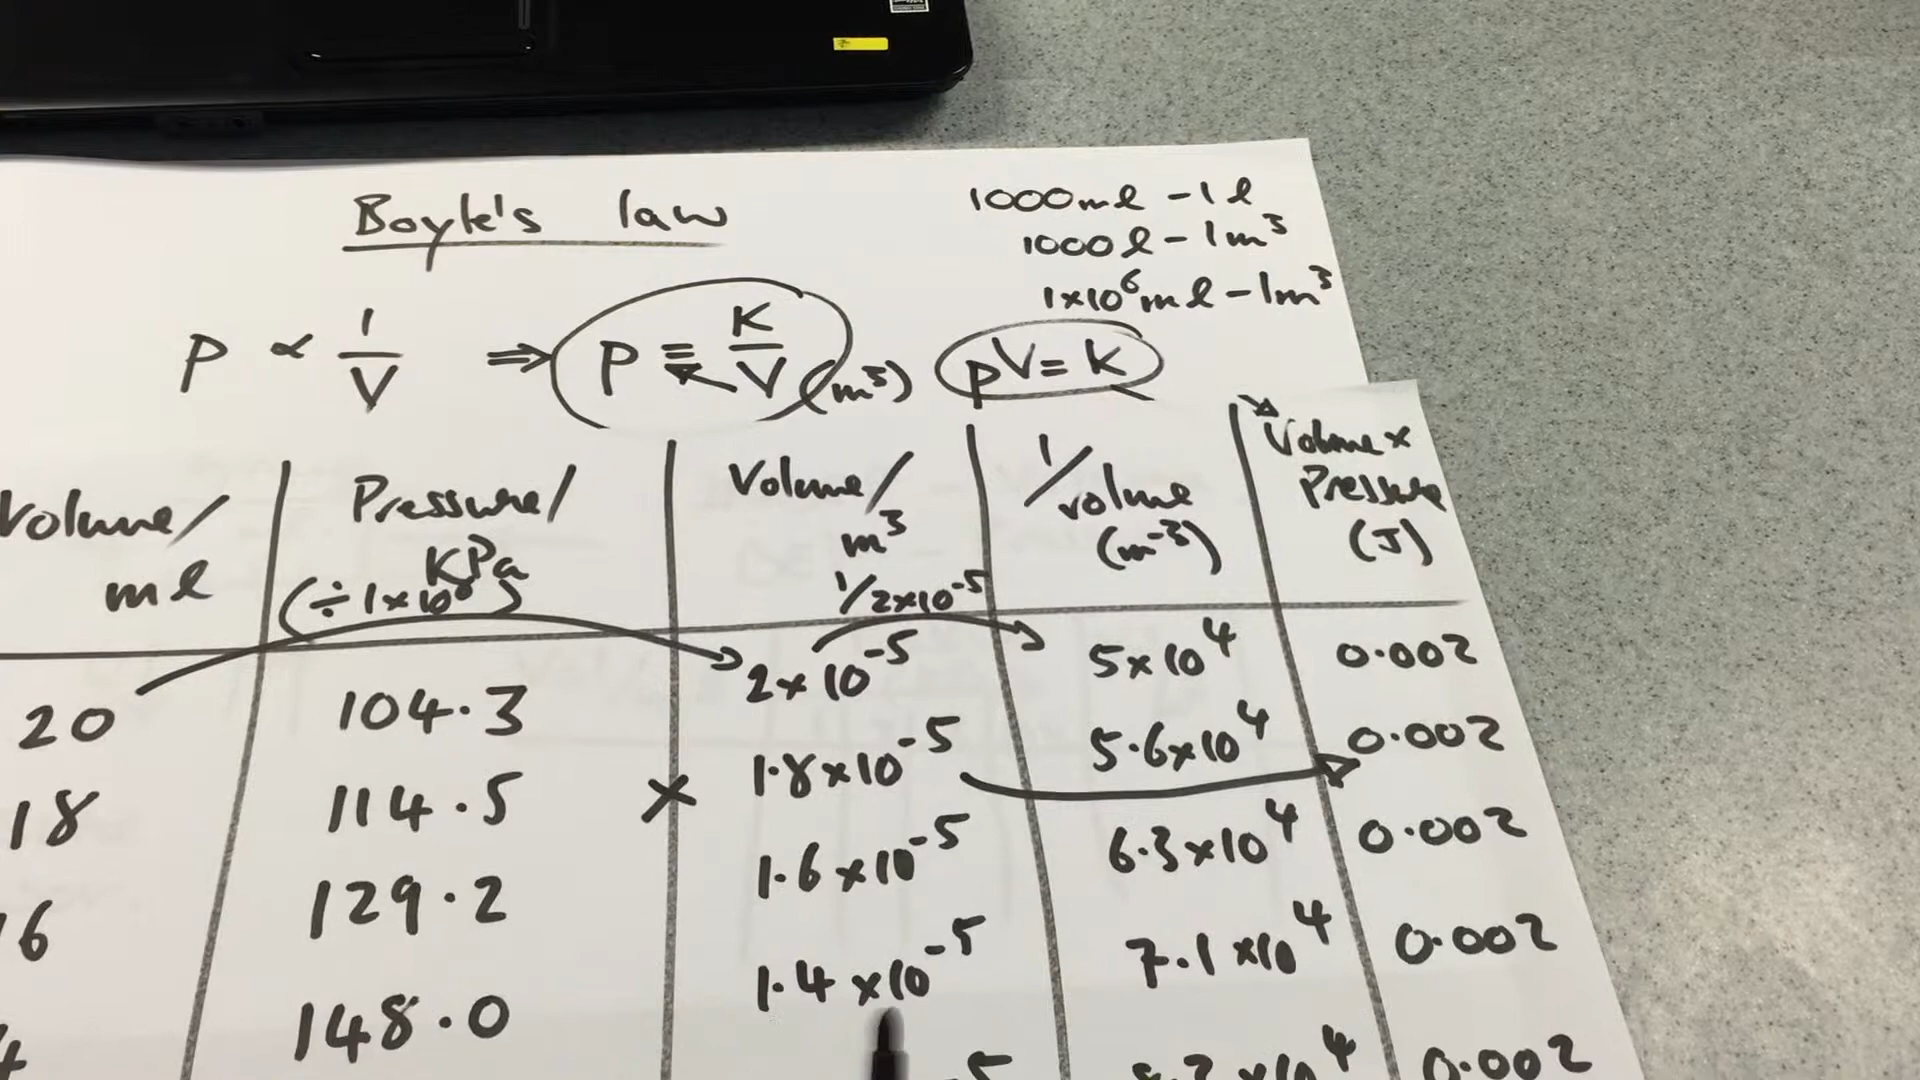 Boyle's law
1000ml - 1l
1000l - 1m³
1x10⁶ml - 1m³
P ∝ 1/V ⇒ P = K/V (m³) pV = K
Volume/ ml
Pressure/ KPa
Volume/ m³
1/volume (m⁻³)
Volume x Pressure (J)
1/2x10⁻⁵
20 104.3 2x10⁻⁵ 5x10⁴ 0.002
18 114.5 x 1.8x10⁻⁵ 5.6x10⁴ 0.002
16 129.2 1.6x10⁻⁵ 6.3x10⁴ 0.002
4 148.0 1.4x10⁻⁵ 7.1x10⁴ 0.002
0.002